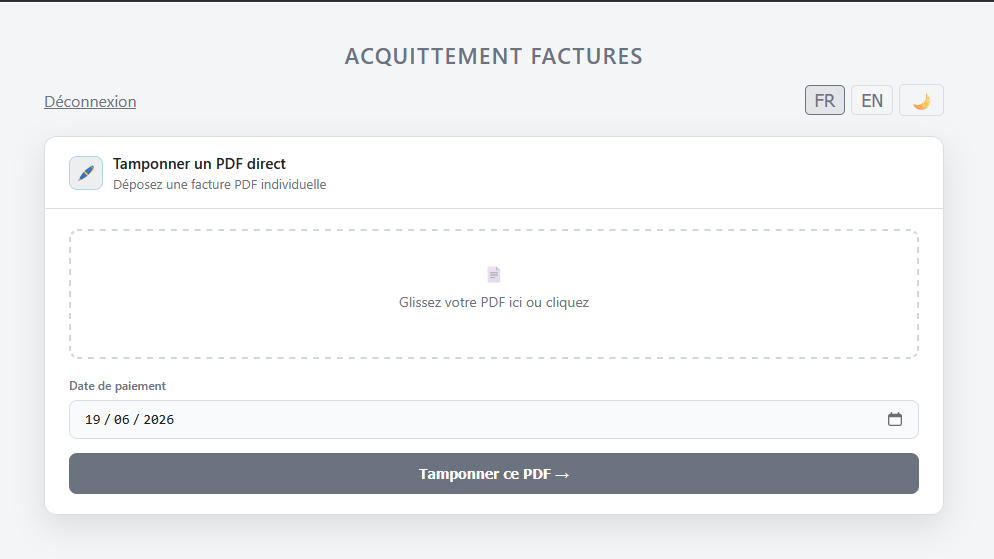 ACQUITTEMENT FACTURES
Déconnexion
FR
EN
Tamponner un PDF direct
Déposez une facture PDF individuelle
Glissez votre PDF ici ou cliquez
Date de paiement
19 / 06 / 2026
Tamponner ce PDF →